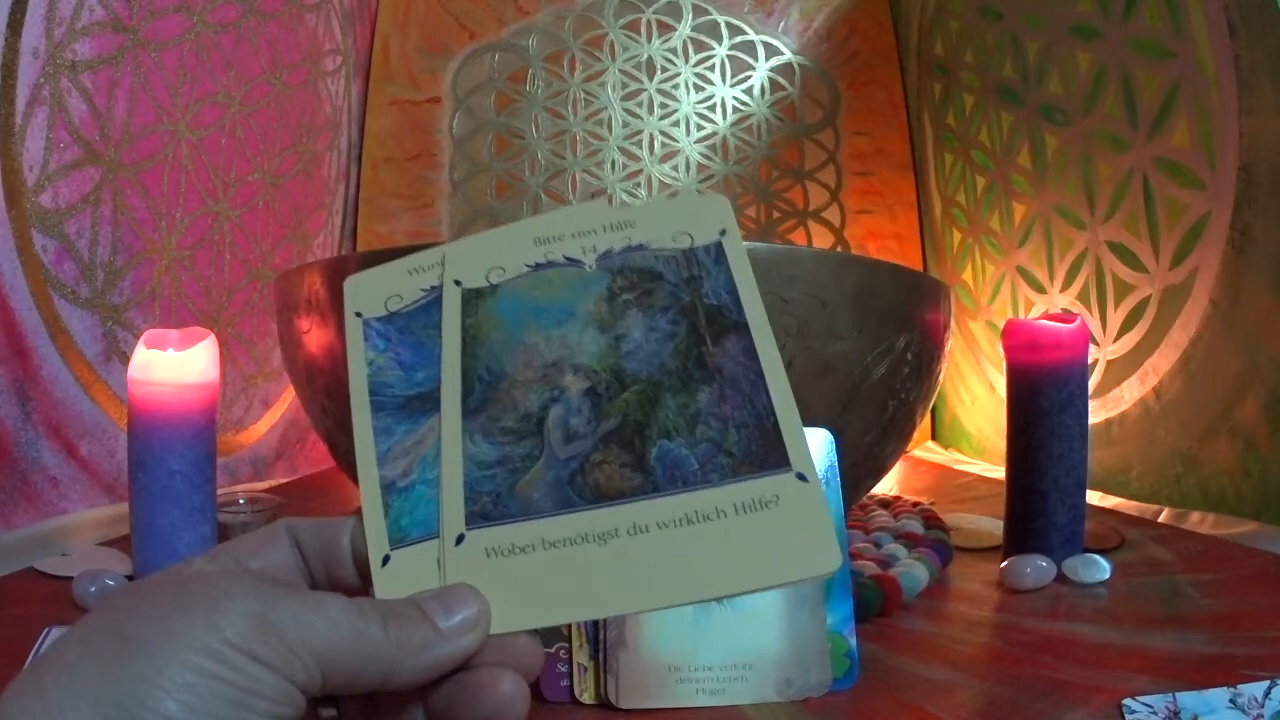 Bitte um Hilfe
14
Wobei benötigst du wirklich Hilfe?
Die Liebe verleiht
deinem Leben
Flügel